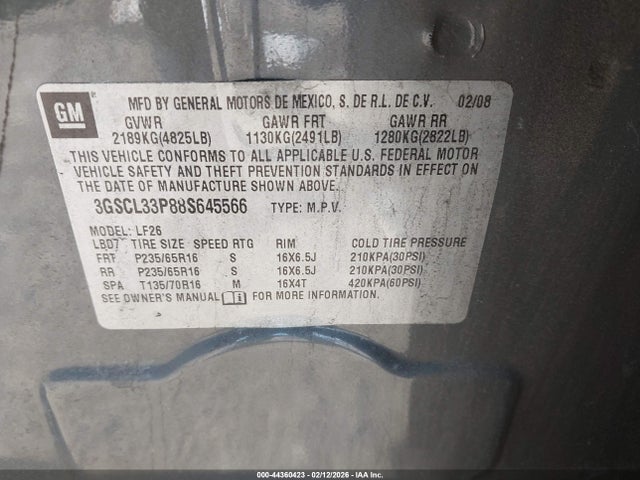 GM
MFD BY GENERAL MOTORS DE MEXICO, S. DE R.L. DE C.V. 02/08
GVWR GAWR FRT GAWR RR
2189KG(4825LB) 1130KG(2491LB) 1280KG(2822LB)
THIS VEHICLE CONFORMS TO ALL APPLICABLE U.S. FEDERAL MOTOR
VEHICLE SAFETY AND THEFT PREVENTION STANDARDS IN EFFECT ON
THE DATE OF MANUFACTURE SHOWN ABOVE.
3GSCL33P88S645566 TYPE: M.P.V.
MODEL: LF26
LBD7 TIRE SIZE SPEED RTG RIM
FRT P235/65R16 S 16X6.5J 210KPA(30PSI)
RR P235/65R16 S 16X6.5J 210KPA(30PSI)
SPA T135/70R16 M 16X4T 420KPA(60PSI)
SEE OWNER'S MANUAL FOR MORE INFORMATION.
000-44360423 - 02/12/2026 - IAA Inc.